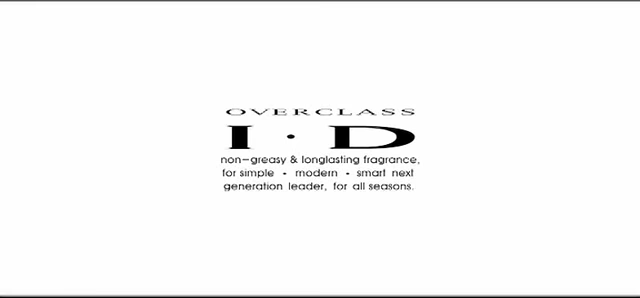 OVERCLASS
I · D
non-greasy & longlasting fragrance,
for simple • modern • smart next
generation leader, for all seasons.